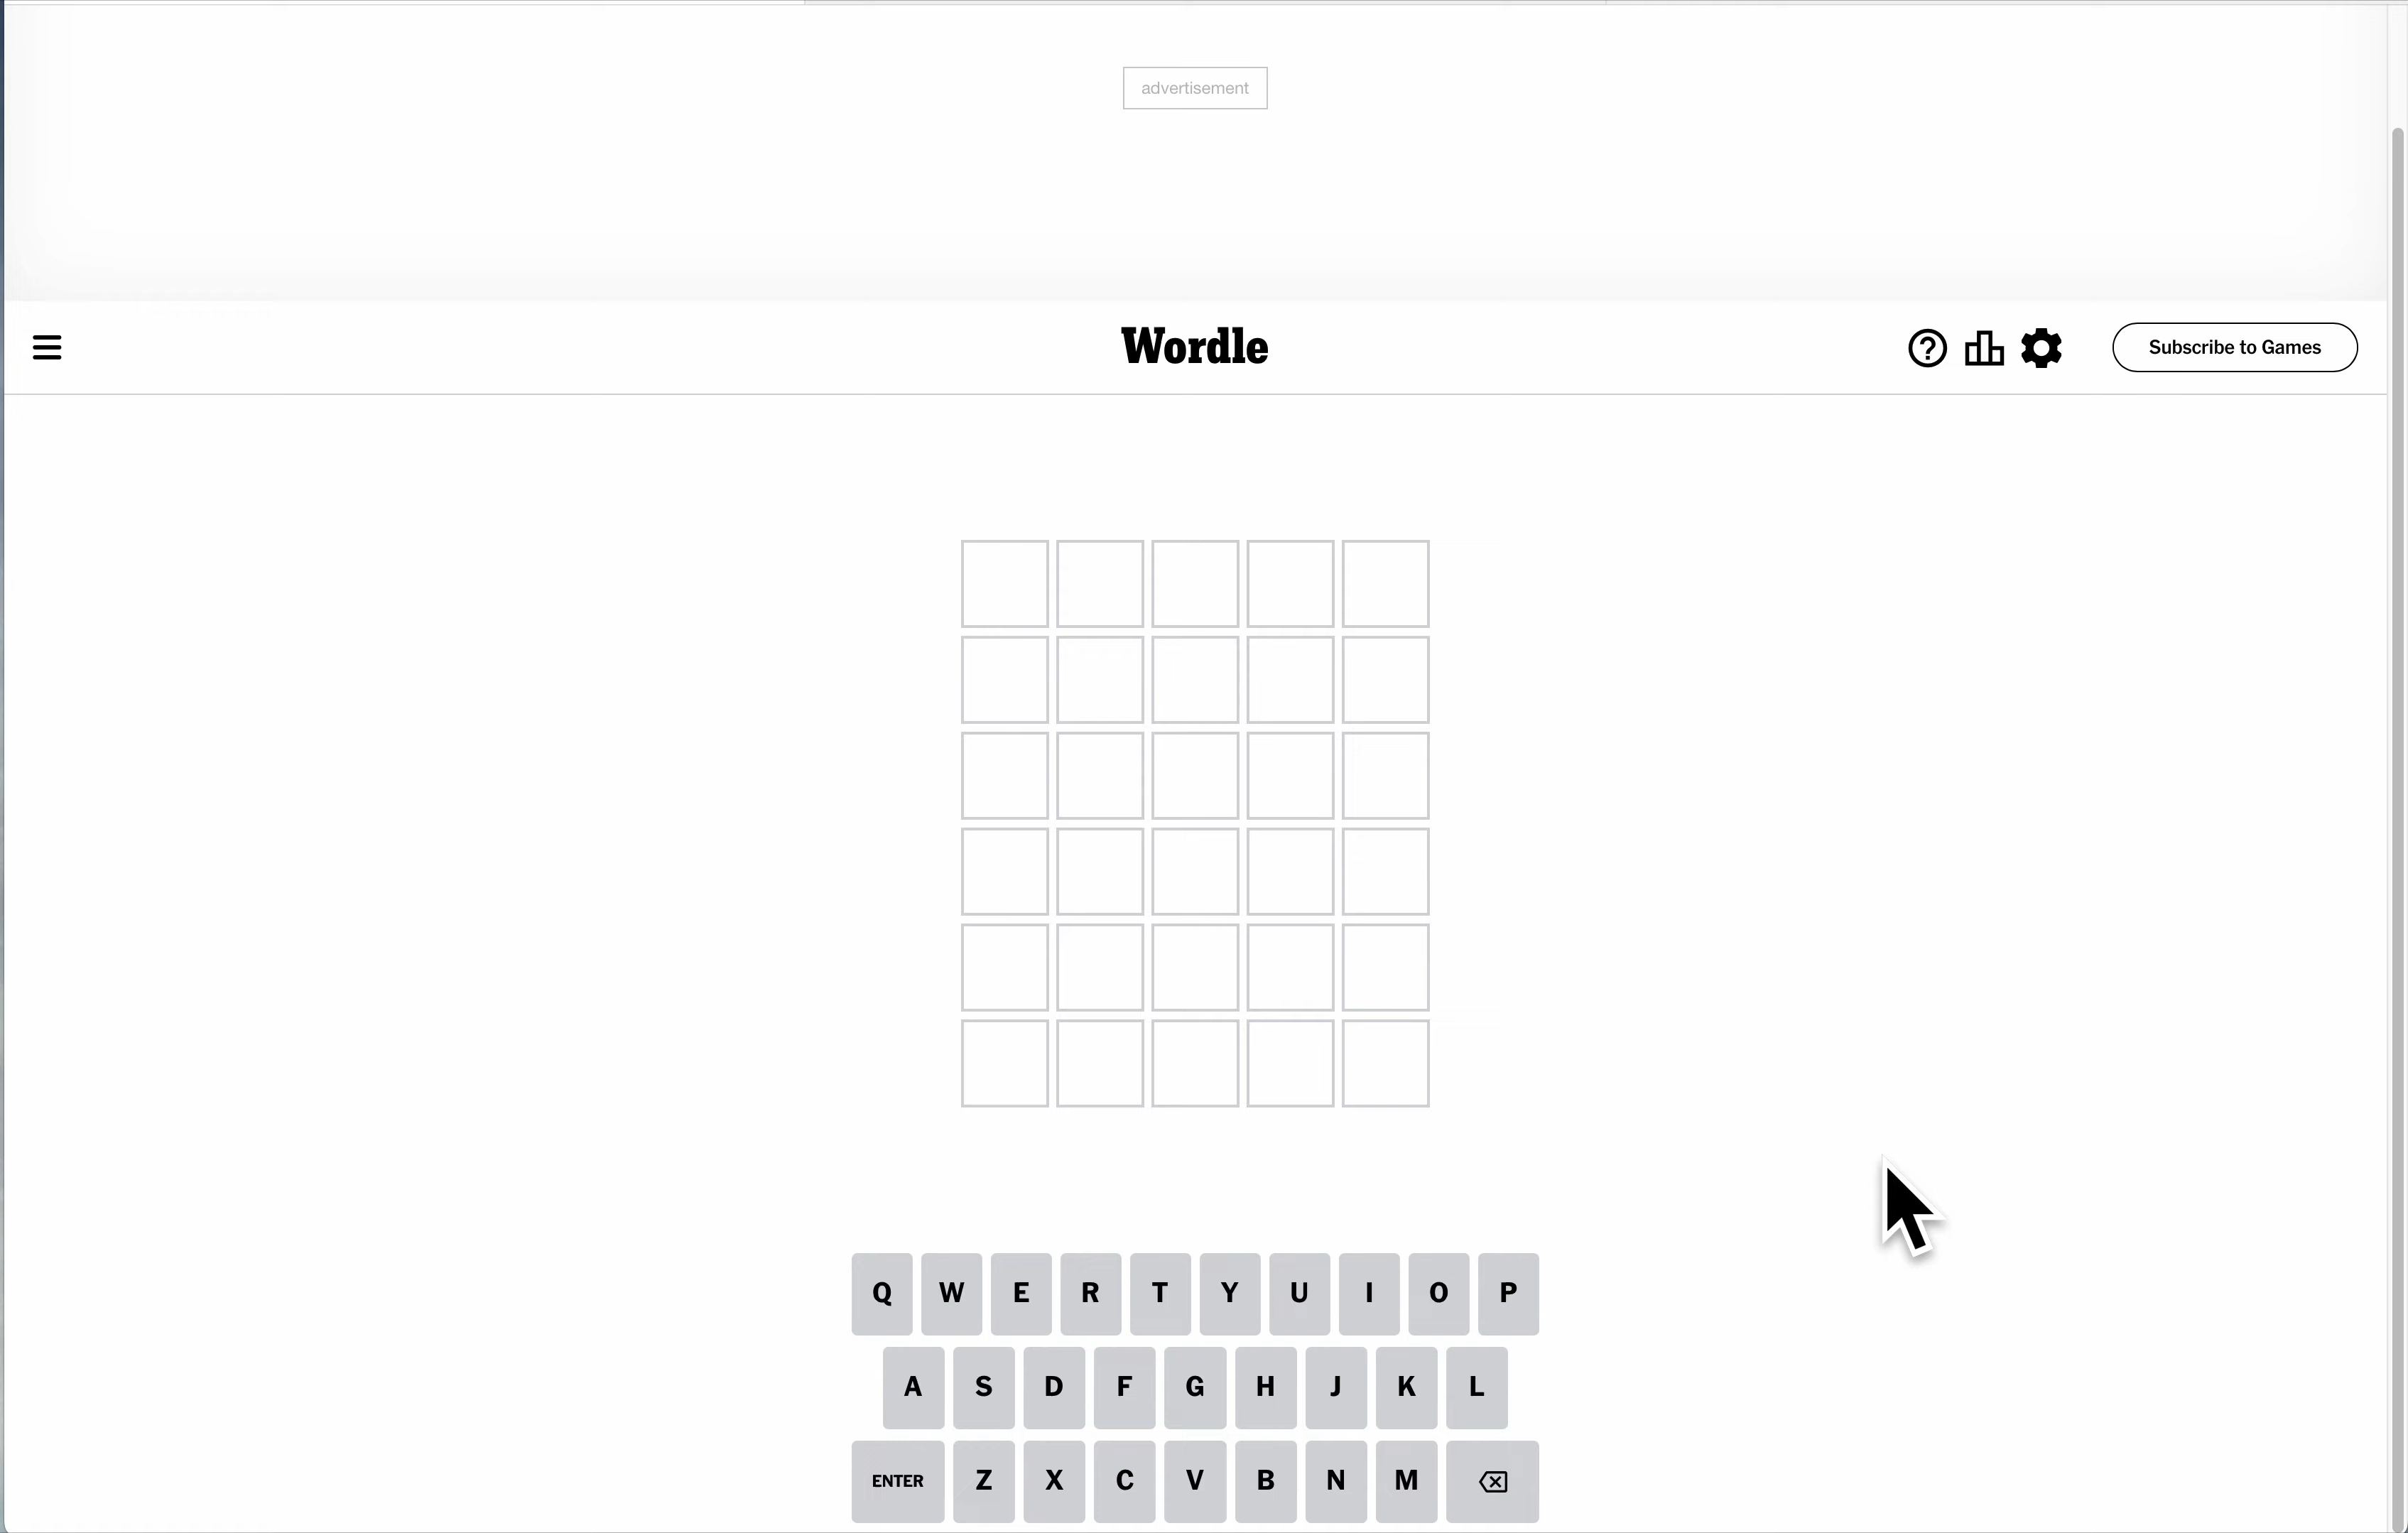 advertisement
Wordle
Subscribe to Games
Q W E R T Y U I O P
A S D F G H J K L
ENTER Z X C V B N M